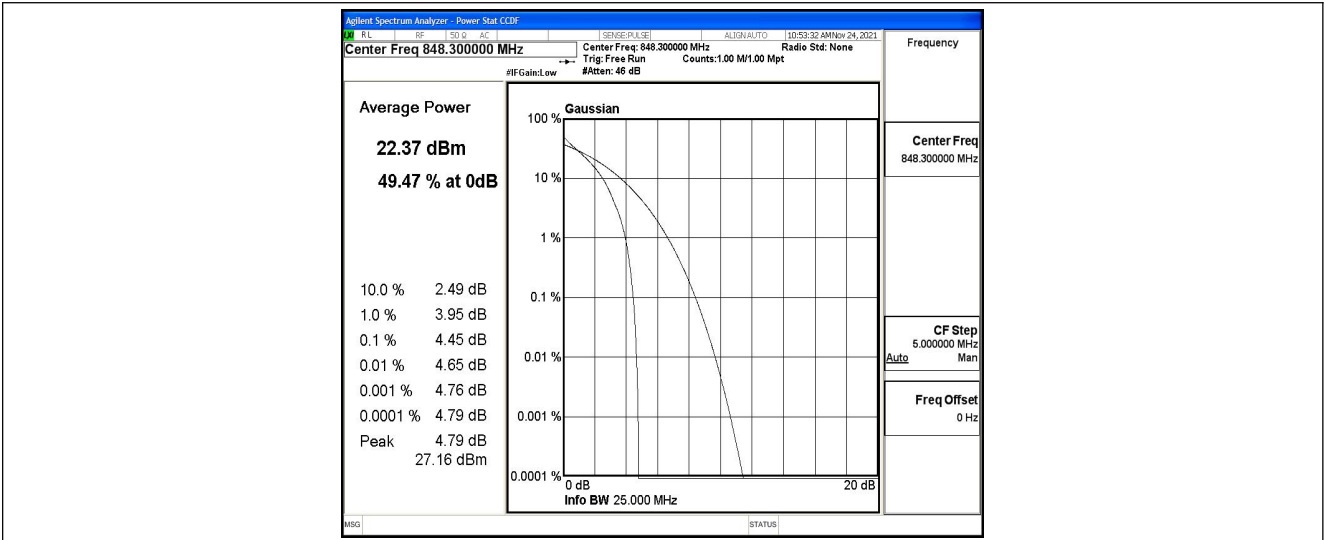 Agilent Spectrum Analyzer - Power Stat CCDF
LXI RL RF 50 Ω AC SENSE:PULSE ALIGN AUTO 10:53:32 AM Nov 24, 2021
Center Freq 848.300000 MHz
Center Freq: 848.300000 MHz Radio Std: None
Trig: Free Run Counts:1.00 M/1.00 Mpt
#IFGain:Low #Atten: 46 dB
Frequency
Average Power
22.37 dBm
49.47 % at 0dB
10.0 % 2.49 dB
1.0 % 3.95 dB
0.1 % 4.45 dB
0.01 % 4.65 dB
0.001 % 4.76 dB
0.0001 % 4.79 dB
Peak 4.79 dB
27.16 dBm
Gaussian
100 %
10 %
1 %
0.1 %
0.01 %
0.001 %
0.0001 %
0 dB 20 dB
Info BW 25.000 MHz
Center Freq
848.300000 MHz
CF Step
5.000000 MHz
Auto Man
Freq Offset
0 Hz
MSG STATUS